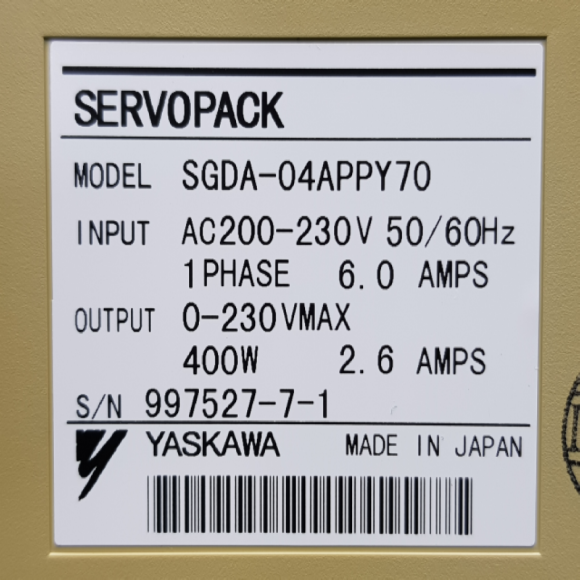 SERVOPACK
MODEL SGDA-04APPY70
INPUT AC200-230V 50/60Hz
1PHASE 6.0 AMPS
OUTPUT 0-230VMAX
400W 2.6 AMPS
S/N 997527-7-1
YASKAWA MADE IN JAPAN